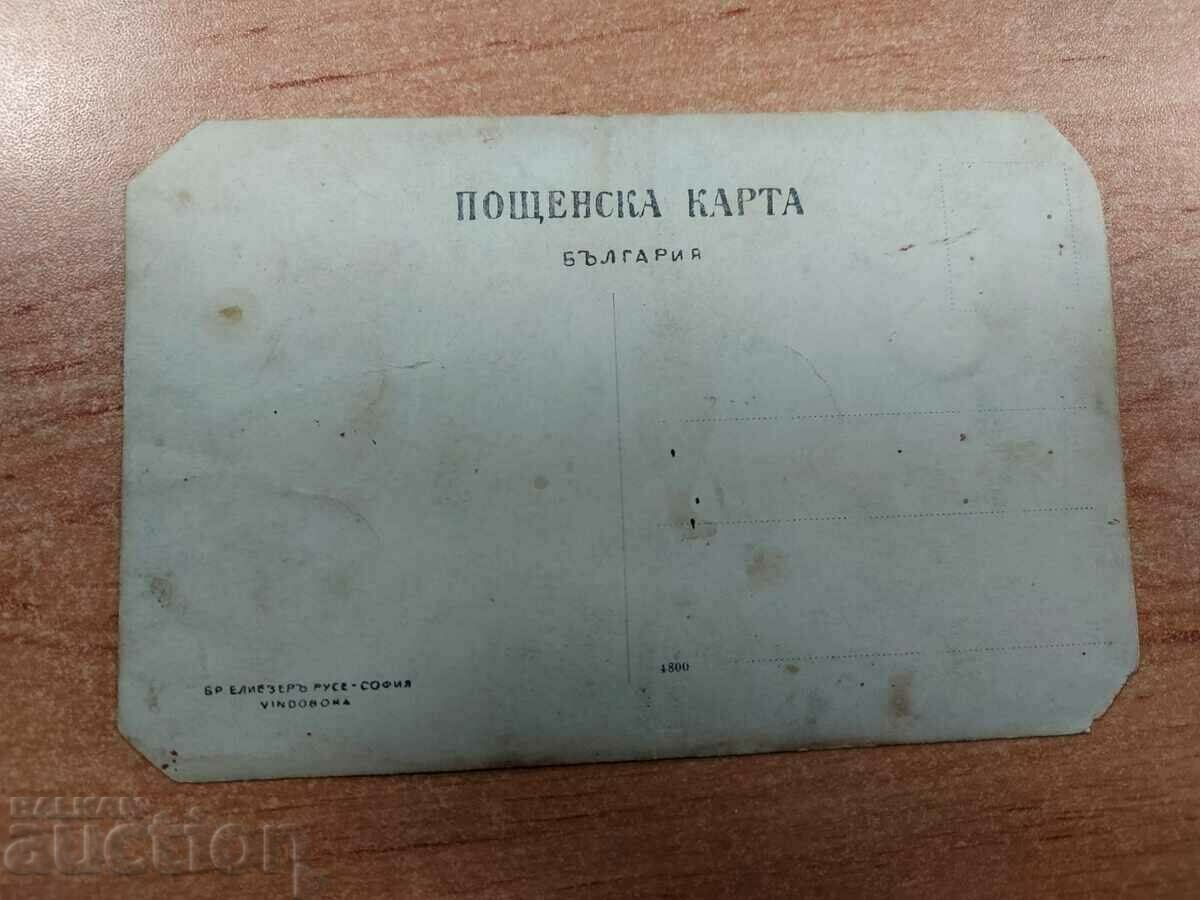 ПОЩЕНСКА КАРТА
БЪЛГАРИЯ
4800
БР. ЕЛИЕЗЕРЪ РУСЕ - СОФИЯ
VINDOBONA
BALKAN
auction